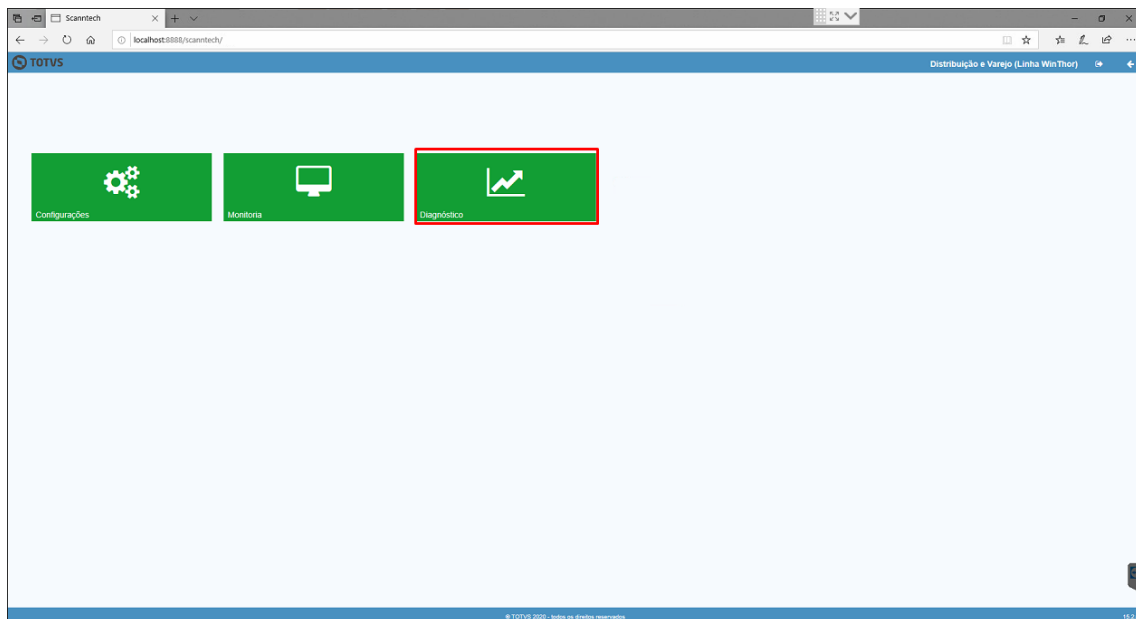 Scanntech
localhost:8888/scanntech/
TOTVS
Distribuição e Varejo (Linha WinThor)
Configurações
Monitoria
Diagnóstico
© TOTVS 2020 - todos os direitos reservados